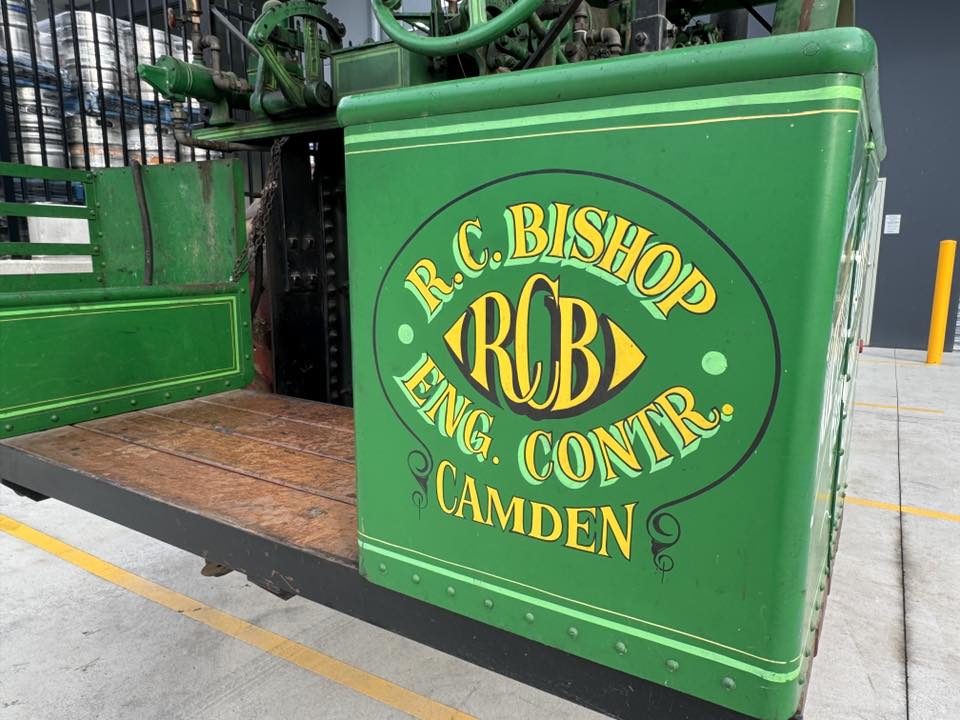 R.C. BISHOP
RCB
ENG. CONTR.
CAMDEN